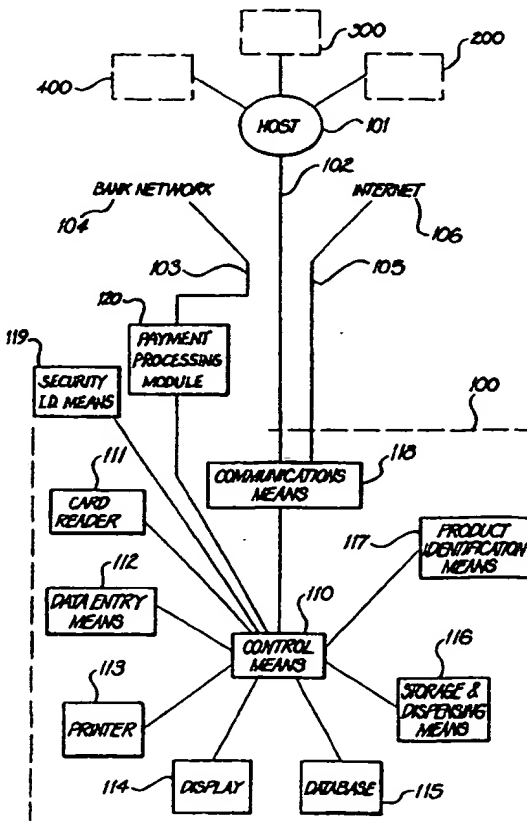 300
400
200
HOST
101
102
BANK NETWORK
104
INTERNET
106
103
105
120
119
PAYMENT
PROCESSING
MODULE
SECURITY
I.D. MEANS
100
111
COMMUNICATIONS
MEANS
118
CARD
READER
117
PRODUCT
IDENTIFICATION
MEANS
112
110
DATA ENTRY
MEANS
CONTROL
MEANS
116
113
STORAGE &
DISPENSING
MEANS
PRINTER
114
DISPLAY
DATABASE
115